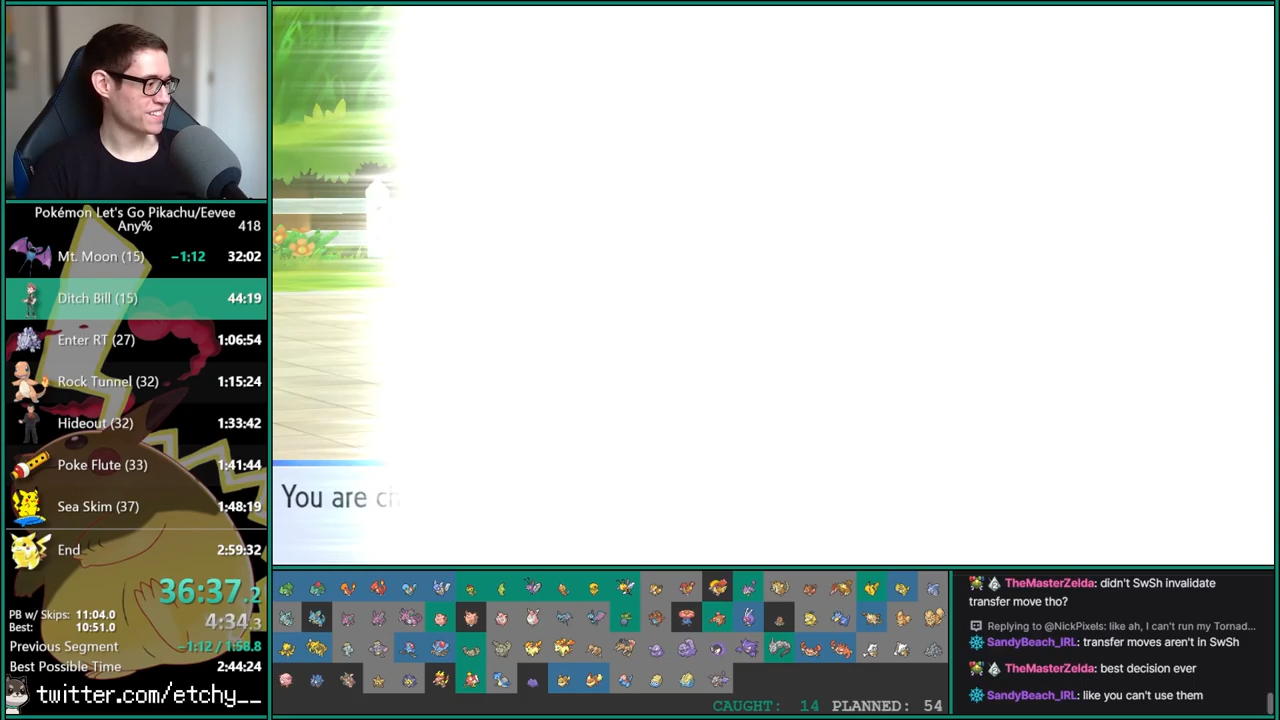 Pokémon Let's Go Pikachu/Eevee
Any% 418
Mt. Moon (15) −1:12 32:02
Ditch Bill (15) 44:19
Enter RT (27) 1:06:54
Rock Tunnel (32) 1:15:24
Hideout (32) 1:33:42
Poke Flute (33) 1:41:44
Sea Skim (37) 1:48:19
End 2:59:32
36:37.2
PB w/ Skips: 11:04.0
Best: 10:51.0
4:34.3
Previous Segment −1:12 / 1:58.8
Best Possible Time 2:44:24
twitter.com/etchy__
You are ch
CAUGHT: 14 PLANNED: 54
TheMasterZelda: didn't SwSh invalidate
transfer move tho?
Replying to @NickPixels: like ah, I can't run my Tornad...
SandyBeach_IRL: transfer moves aren't in SwSh
TheMasterZelda: best decision ever
SandyBeach_IRL: like you can't use them